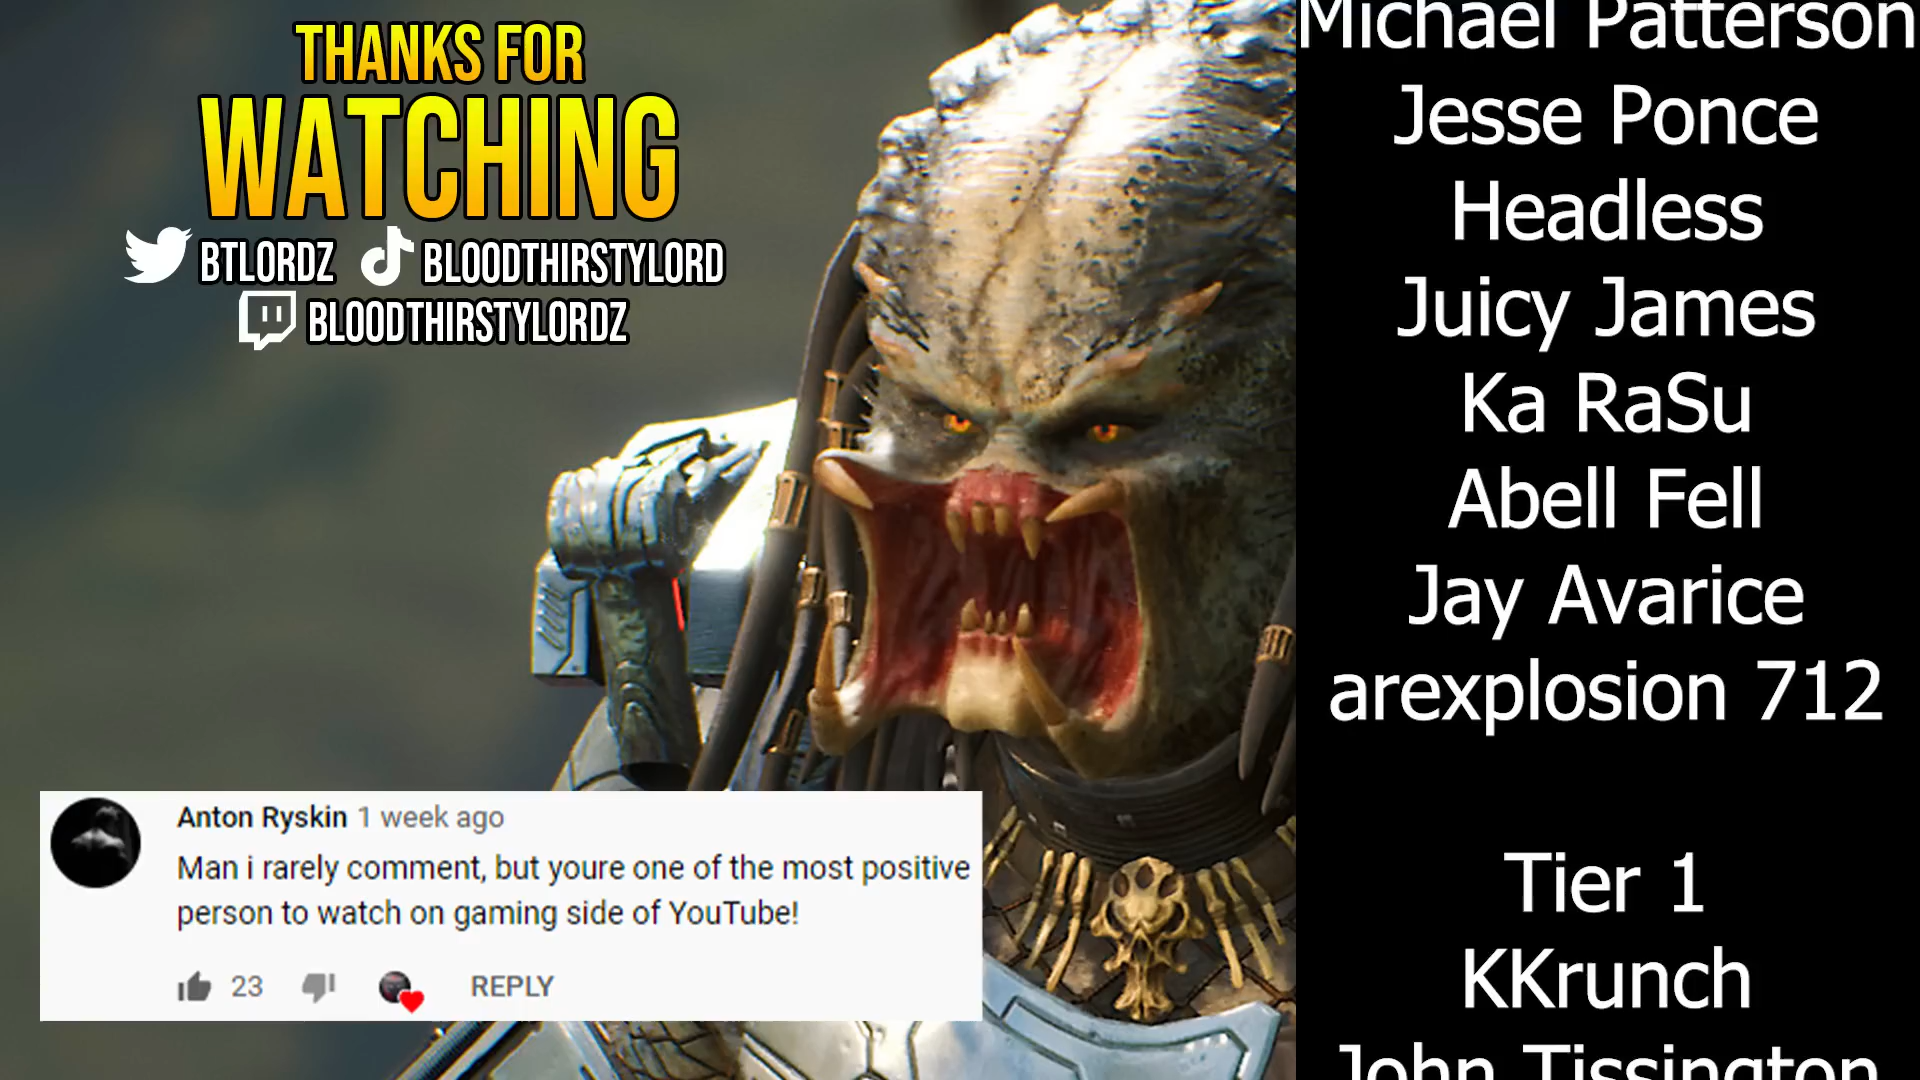 THANKS FOR
WATCHING
BTLORDZ BLOODTHIRSTYLORD
BLOODTHIRSTYLORDZ
Anton Ryskin 1 week ago
Man i rarely comment, but youre one of the most positive
person to watch on gaming side of YouTube!
23 REPLY
Michael Patterson
Jesse Ponce
Headless
Juicy James
Ka RaSu
Abell Fell
Jay Avarice
arexplosion 712
Tier 1
KKrunch
John Tissington